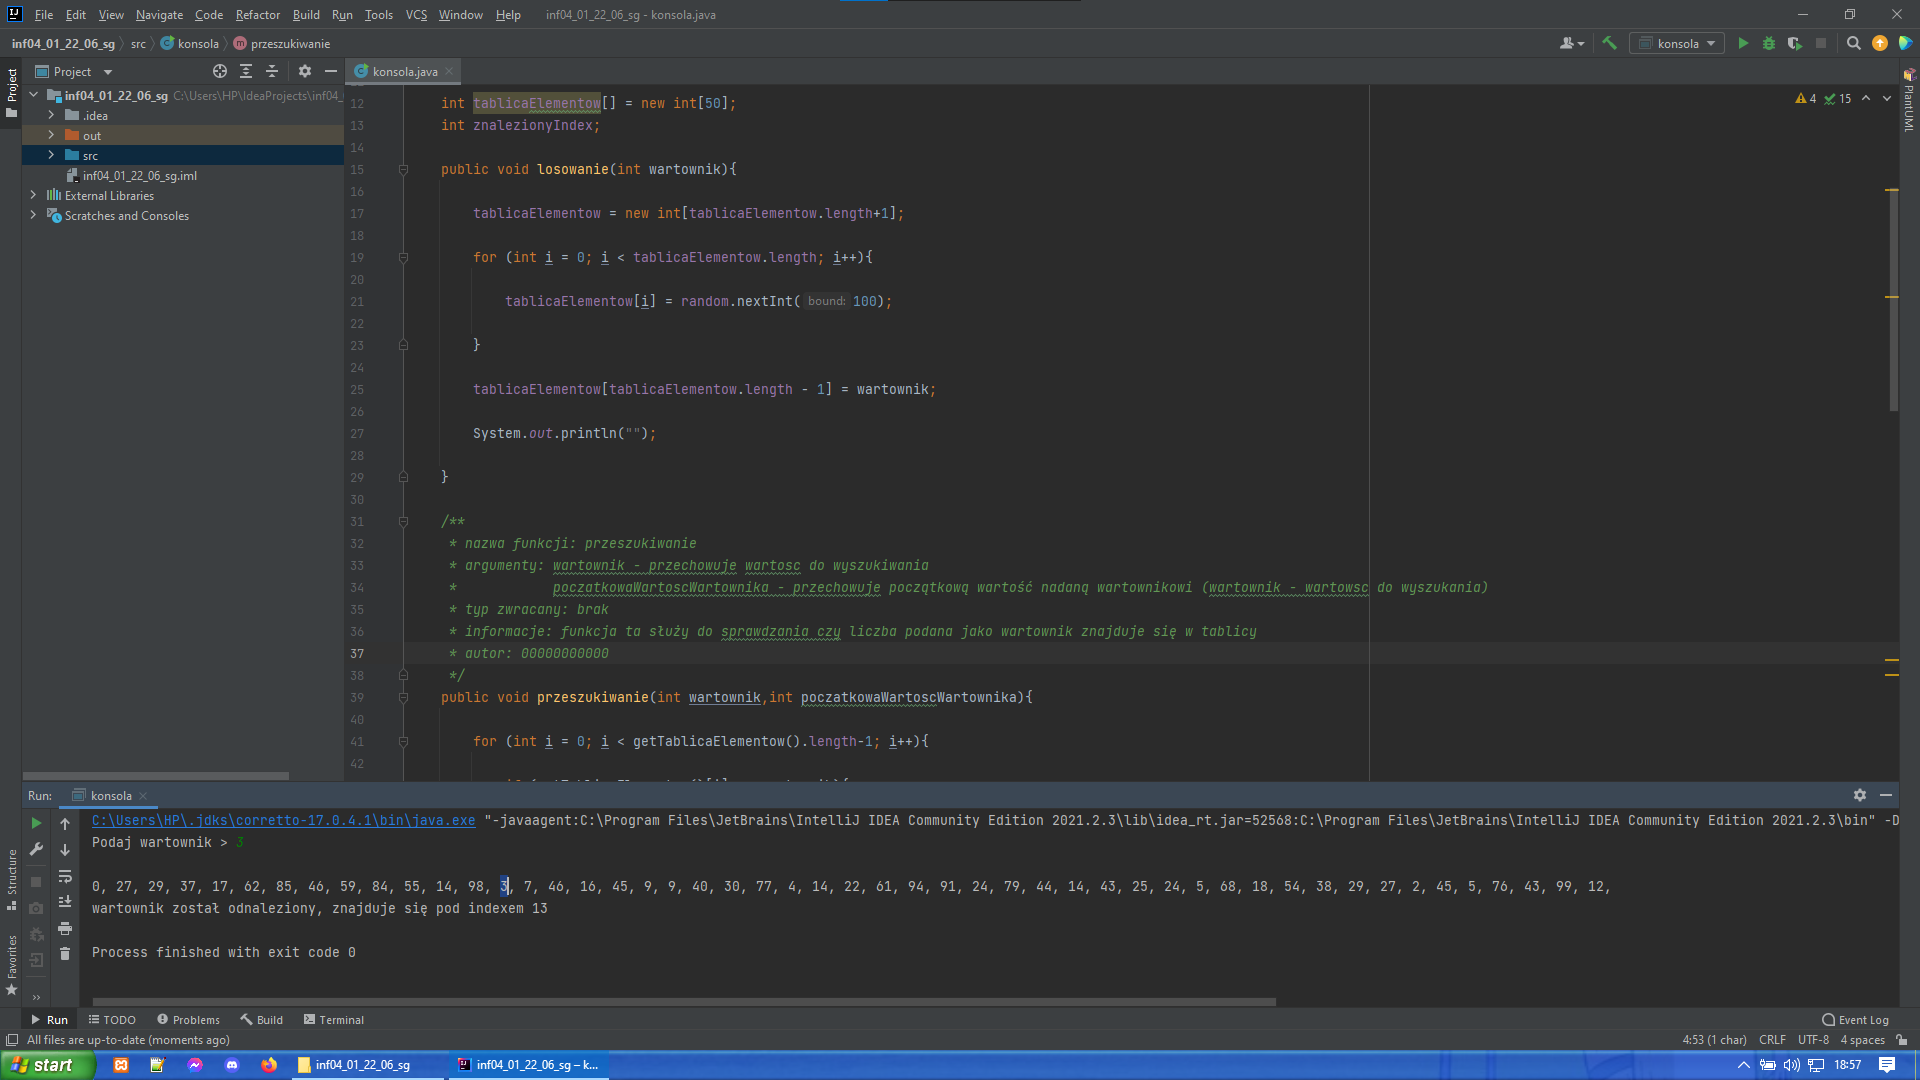 File Edit View Navigate Code Refactor Build Run Tools VCS Window Help inf04_01_22_06_sg - konsola.java
inf04_01_22_06_sg src konsola przeszukiwanie
konsola
Project
konsola.java
Project
inf04_01_22_06_sg C:\Users\HP\IdeaProjects\inf04_
.idea
out
src
inf04_01_22_06_sg.iml
External Libraries
Scratches and Consoles
4 15
PlantUML
12 int tablicaElementow[] = new int[50];
13 int znalezionyIndex;
14
15 public void losowanie(int wartownik){
16
17 tablicaElementow = new int[tablicaElementow.length+1];
18
19 for (int i = 0; i < tablicaElementow.length; i++){
20
21 tablicaElementow[i] = random.nextInt( bound: 100);
22
23 }
24
25 tablicaElementow[tablicaElementow.length - 1] = wartownik;
26
27 System.out.println("");
28
29 }
30
31 /**
32 * nazwa funkcji: przeszukiwanie
33 * argumenty: wartownik - przechowuje wartosc do wyszukiwania
34 * poczatkowaWartoscWartownika - przechowuje początkową wartość nadaną wartownikowi (wartownik - wartowsc do wyszukania)
35 * typ zwracany: brak
36 * informacje: funkcja ta służy do sprawdzania czy liczba podana jako wartownik znajduje się w tablicy
37 * autor: 00000000000
38 */
39 public void przeszukiwanie(int wartownik,int poczatkowaWartoscWartownika){
40
41 for (int i = 0; i < getTablicaElementow().length-1; i++){
42
Run: konsola
C:\Users\HP\.jdks\corretto-17.0.4.1\bin\java.exe "-javaagent:C:\Program Files\JetBrains\IntelliJ IDEA Community Edition 2021.2.3\lib\idea_rt.jar=52568:C:\Program Files\JetBrains\IntelliJ IDEA Community Edition 2021.2.3\bin" -D
Podaj wartownik > 3
0, 27, 29, 37, 17, 62, 85, 46, 59, 84, 55, 14, 98, 3, 7, 46, 16, 45, 9, 9, 40, 30, 77, 4, 14, 22, 61, 94, 91, 24, 79, 44, 14, 43, 25, 24, 5, 68, 18, 54, 38, 29, 27, 2, 45, 5, 76, 43, 99, 12,
wartownik został odnaleziony, znajduje się pod indexem 13
Process finished with exit code 0
Structure
Favorites
Run TODO Problems Build Terminal Event Log
All files are up-to-date (moments ago) 4:53 (1 char) CRLF UTF-8 4 spaces
start inf04_01_22_06_sg inf04_01_22_06_sg – k... 18:57